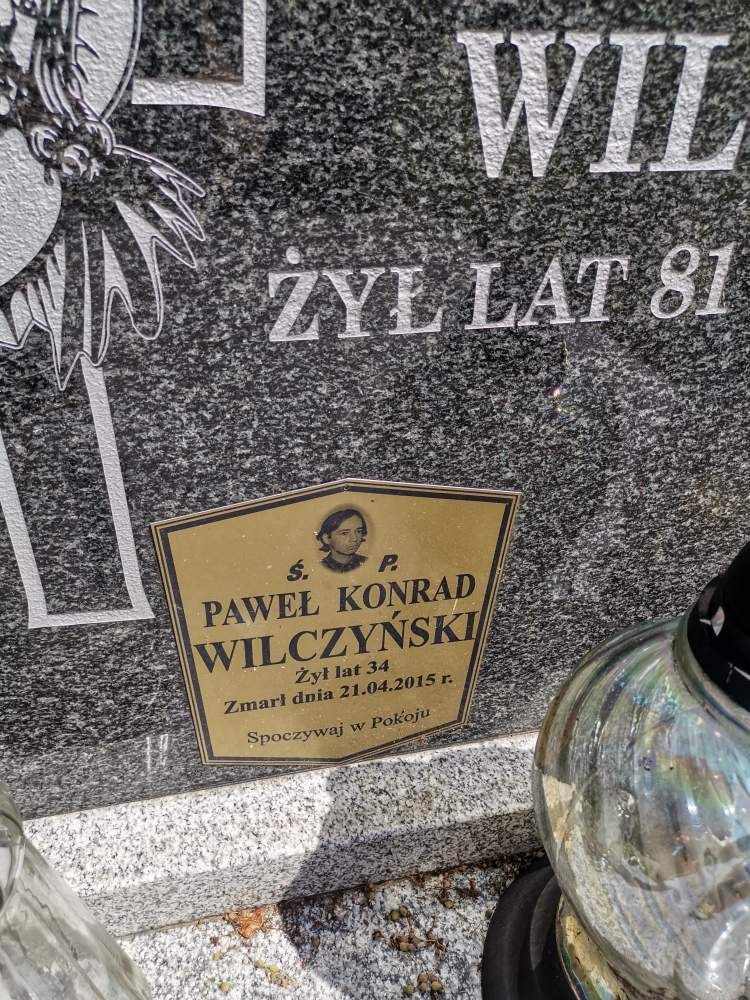 WIL
ŻYŁ LAT 81
Ś. P.
PAWEŁ KONRAD
WILCZYŃSKI
Żył lat 34
Zmarł dnia 21.04.2015 r.
Spoczywaj w Pokoju